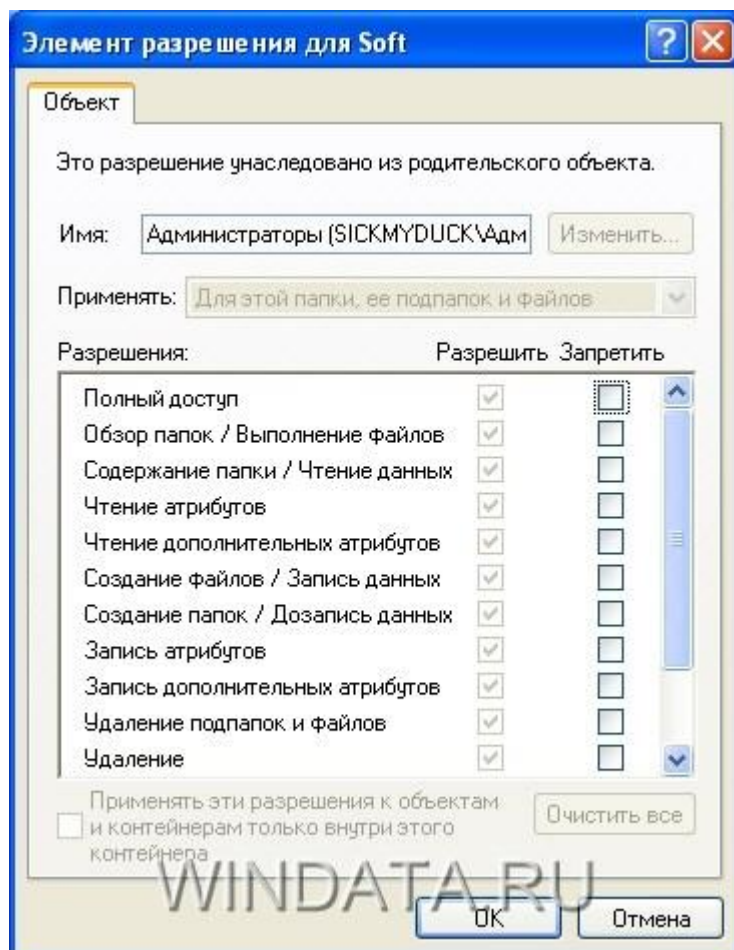 Элемент разрешения для Soft
Объект
Это разрешение унаследовано из родительского объекта.
Имя: Администраторы (SICKMYDUCK\Адм Изменить...
Применять: Для этой папки, ее подпапок и файлов
Разрешения: Разрешить Запретить
Полный доступ
Обзор папок / Выполнение файлов
Содержание папки / Чтение данных
Чтение атрибутов
Чтение дополнительных атрибутов
Создание файлов / Запись данных
Создание папок / Дозапись данных
Запись атрибутов
Запись дополнительных атрибутов
Удаление подпапок и файлов
Удаление
Применять эти разрешения к объектам
и контейнерам только внутри этого
контейнера
Очистить все
WINDATA.RU
OK Отмена